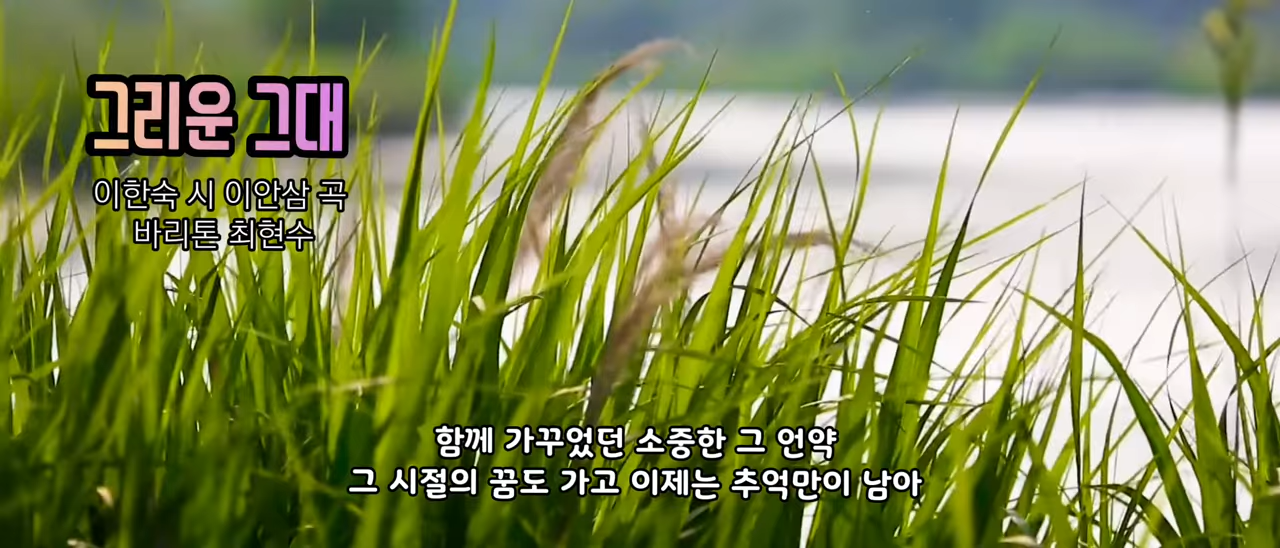 그리운 그대
이한숙 시 이안삼 곡
바리톤 최현수
함께 가꾸었던 소중한 그 언약
그 시절의 꿈도 가고 이제는 추억만이 남아